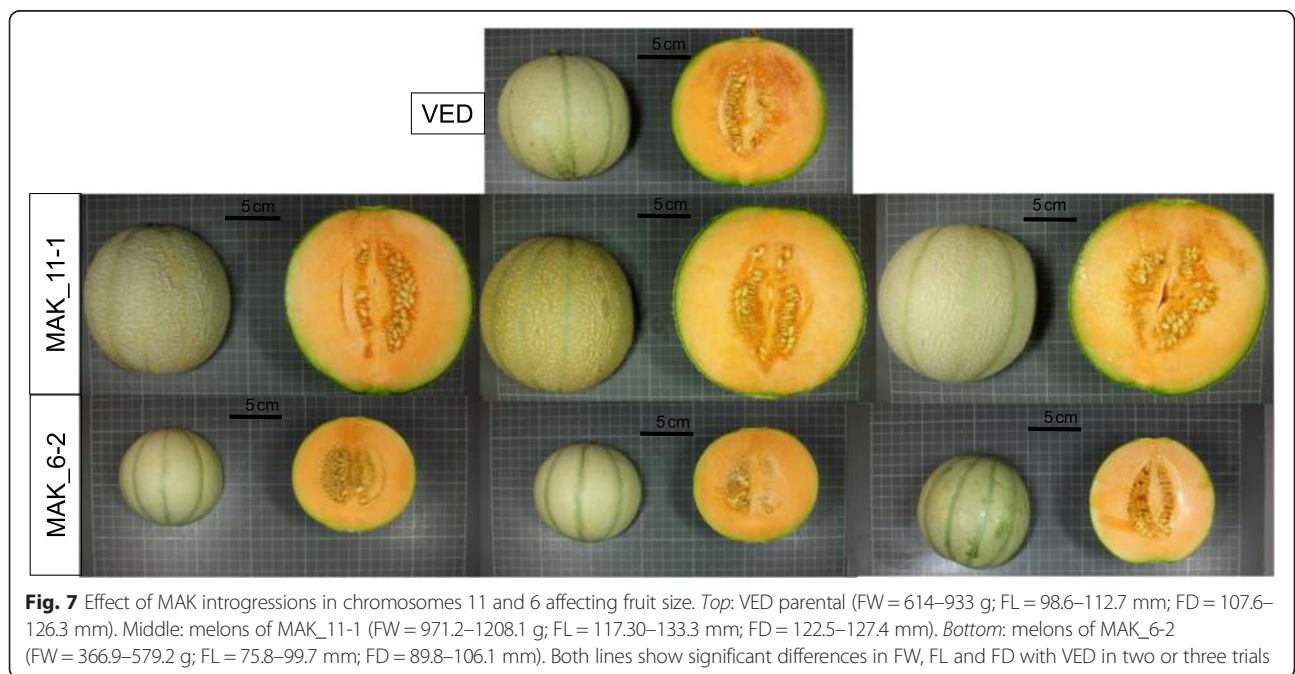 5 cm
VED
5 cm
5 cm
5 cm
MAK_11-1
5 cm
5 cm
5 cm
MAK_6-2
Fig. 7 Effect of MAK introgressions in chromosomes 11 and 6 affecting fruit size. Top: VED parental (FW = 614–933 g; FL = 98.6–112.7 mm; FD = 107.6–
126.3 mm). Middle: melons of MAK_11-1 (FW = 971.2–1208.1 g; FL = 117.30–133.3 mm; FD = 122.5–127.4 mm). Bottom: melons of MAK_6-2
(FW = 366.9–579.2 g; FL = 75.8–99.7 mm; FD = 89.8–106.1 mm). Both lines show significant differences in FW, FL and FD with VED in two or three trials